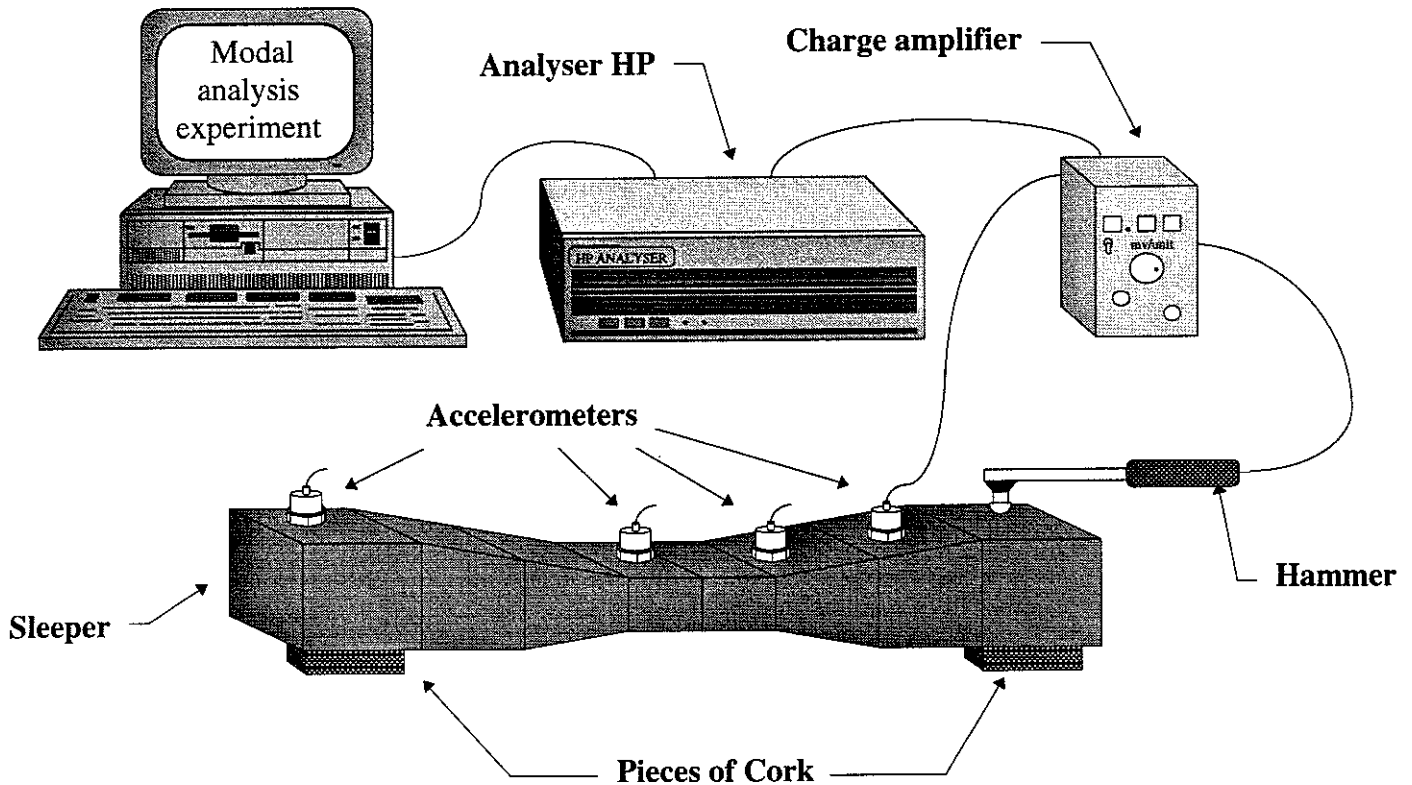 Modal
analysis
experiment
Analyser HP
Charge amplifier
HP ANALYSER
mv/unit
Accelerometers
Hammer
Sleeper
Pieces of Cork